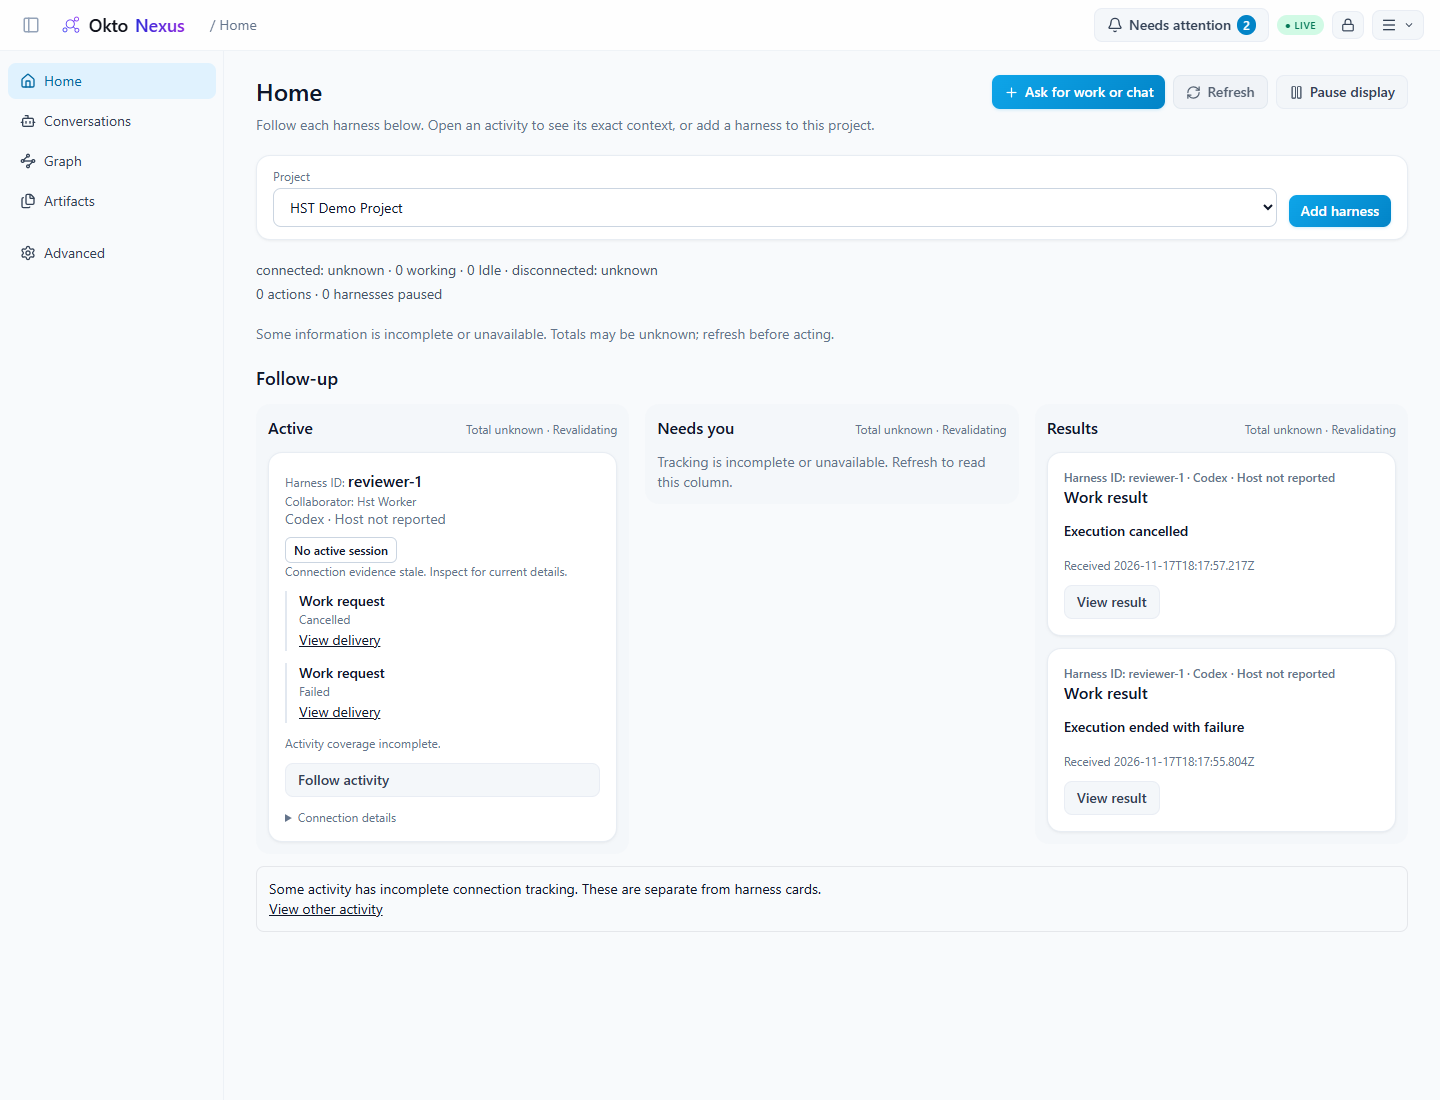 Okto Nexus
/ Home
Needs attention 2
LIVE
Home
Conversations
Graph
Artifacts
Advanced
Home
Ask for work or chat
Refresh
Pause display
Follow each harness below. Open an activity to see its exact context, or add a harness to this project.
Project
HST Demo Project
Add harness
connected: unknown · 0 working · 0 Idle · disconnected: unknown
0 actions · 0 harnesses paused
Some information is incomplete or unavailable. Totals may be unknown; refresh before acting.
Follow-up
Active
Total unknown · Revalidating
Harness ID: reviewer-1
Collaborator: Hst Worker
Codex · Host not reported
No active session
Connection evidence stale. Inspect for current details.
Work request
Cancelled
View delivery
Work request
Failed
View delivery
Activity coverage incomplete.
Follow activity
Connection details
Needs you
Total unknown · Revalidating
Tracking is incomplete or unavailable. Refresh to read
this column.
Results
Total unknown · Revalidating
Harness ID: reviewer-1 · Codex · Host not reported
Work result
Execution cancelled
Received 2026-11-17T18:17:57.217Z
View result
Harness ID: reviewer-1 · Codex · Host not reported
Work result
Execution ended with failure
Received 2026-11-17T18:17:55.804Z
View result
Some activity has incomplete connection tracking. These are separate from harness cards.
View other activity